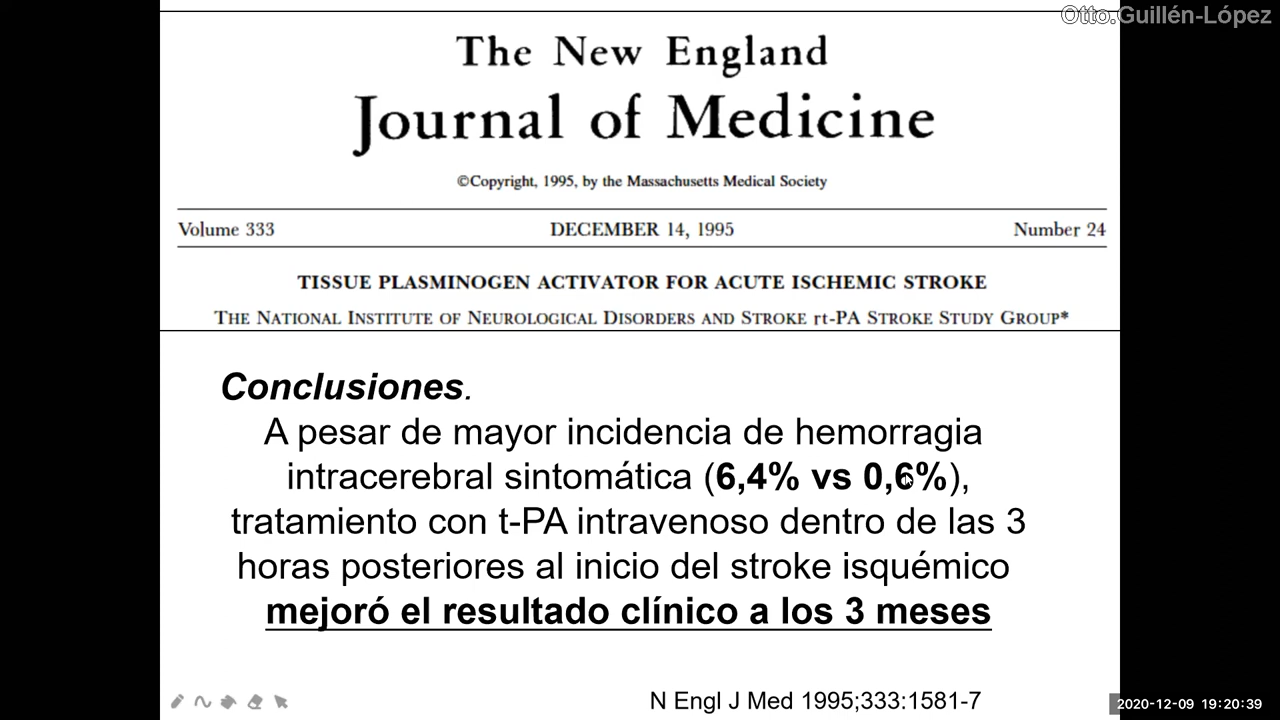 Otto.Guillén-López
The New England
Journal of Medicine
©Copyright, 1995, by the Massachusetts Medical Society
Volume 333 DECEMBER 14, 1995 Number 24
TISSUE PLASMINOGEN ACTIVATOR FOR ACUTE ISCHEMIC STROKE
THE NATIONAL INSTITUTE OF NEUROLOGICAL DISORDERS AND STROKE rt-PA STROKE STUDY GROUP*
Conclusiones.
A pesar de mayor incidencia de hemorragia
intracerebral sintomática (6,4% vs 0,6%),
tratamiento con t-PA intravenoso dentro de las 3
horas posteriores al inicio del stroke isquémico
mejoró el resultado clínico a los 3 meses
N Engl J Med 1995;333:1581-7
2020-12-09 19:20:39